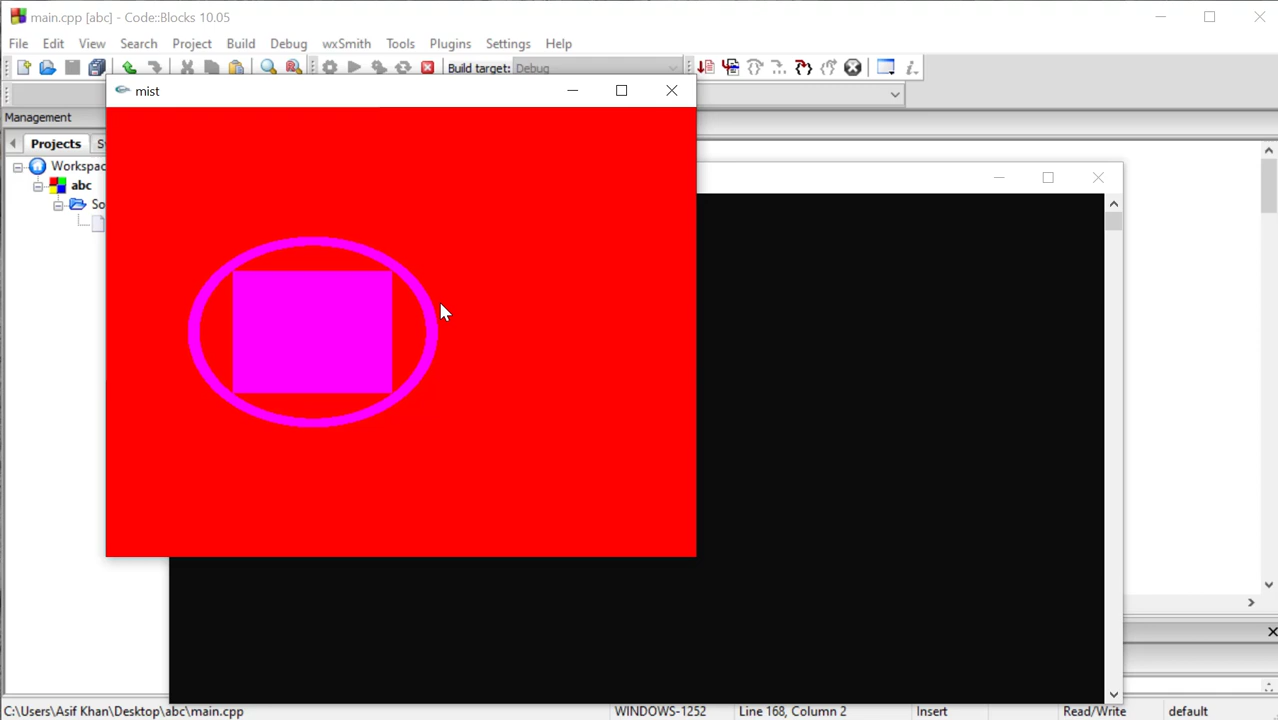 main.cpp [abc] - Code::Blocks 10.05
File Edit View Search Project Build Debug wxSmith Tools Plugins Settings Help
Build target: Debug
mist
Management
Projects
Workspac
abc
So
C:\Users\Asif Khan\Desktop\abc\main.cpp WINDOWS-1252 Line 168, Column 2 Insert Read/Write default